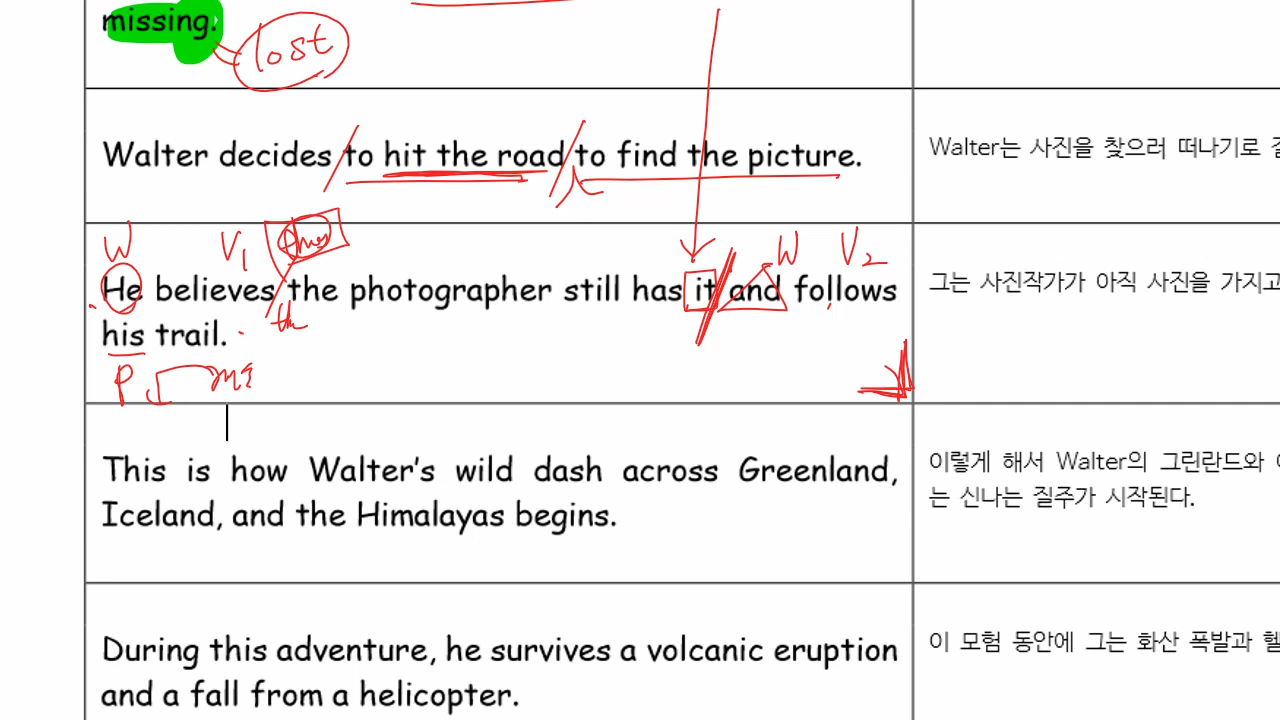 missing.
lost
Walter decides to hit the road to find the picture.
Walter는 사진을 찾으러 떠나기로
W V1 W V2
He believes the photographer still has it and follows
그는 사진작가가 아직 사진을 가지고
his trail.
P
This is how Walter's wild dash across Greenland,
이렇게 해서 Walter의 그린란드와
Iceland, and the Himalayas begins.
는 신나는 질주가 시작된다.
During this adventure, he survives a volcanic eruption
이 모험 동안에 그는 화산 폭발과
and a fall from a helicopter.